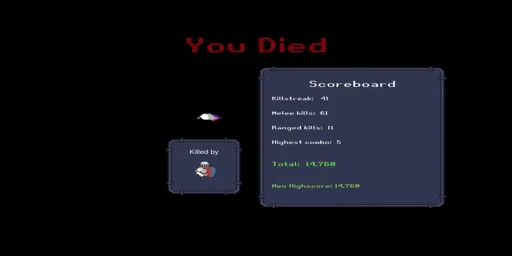 You Died
Scoreboard
Killstreak: 41
Melee kills: 61
Ranged kills: 11
Highest combo: 5
Killed by
Total: 14,760
New Highscore: 14,760